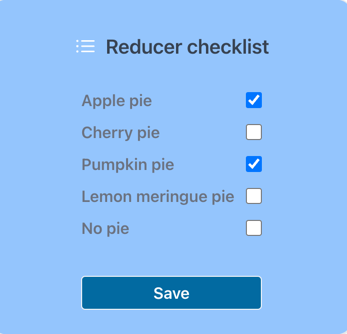 Reducer checklist
Apple pie
Cherry pie
Pumpkin pie
Lemon meringue pie
No pie
Save